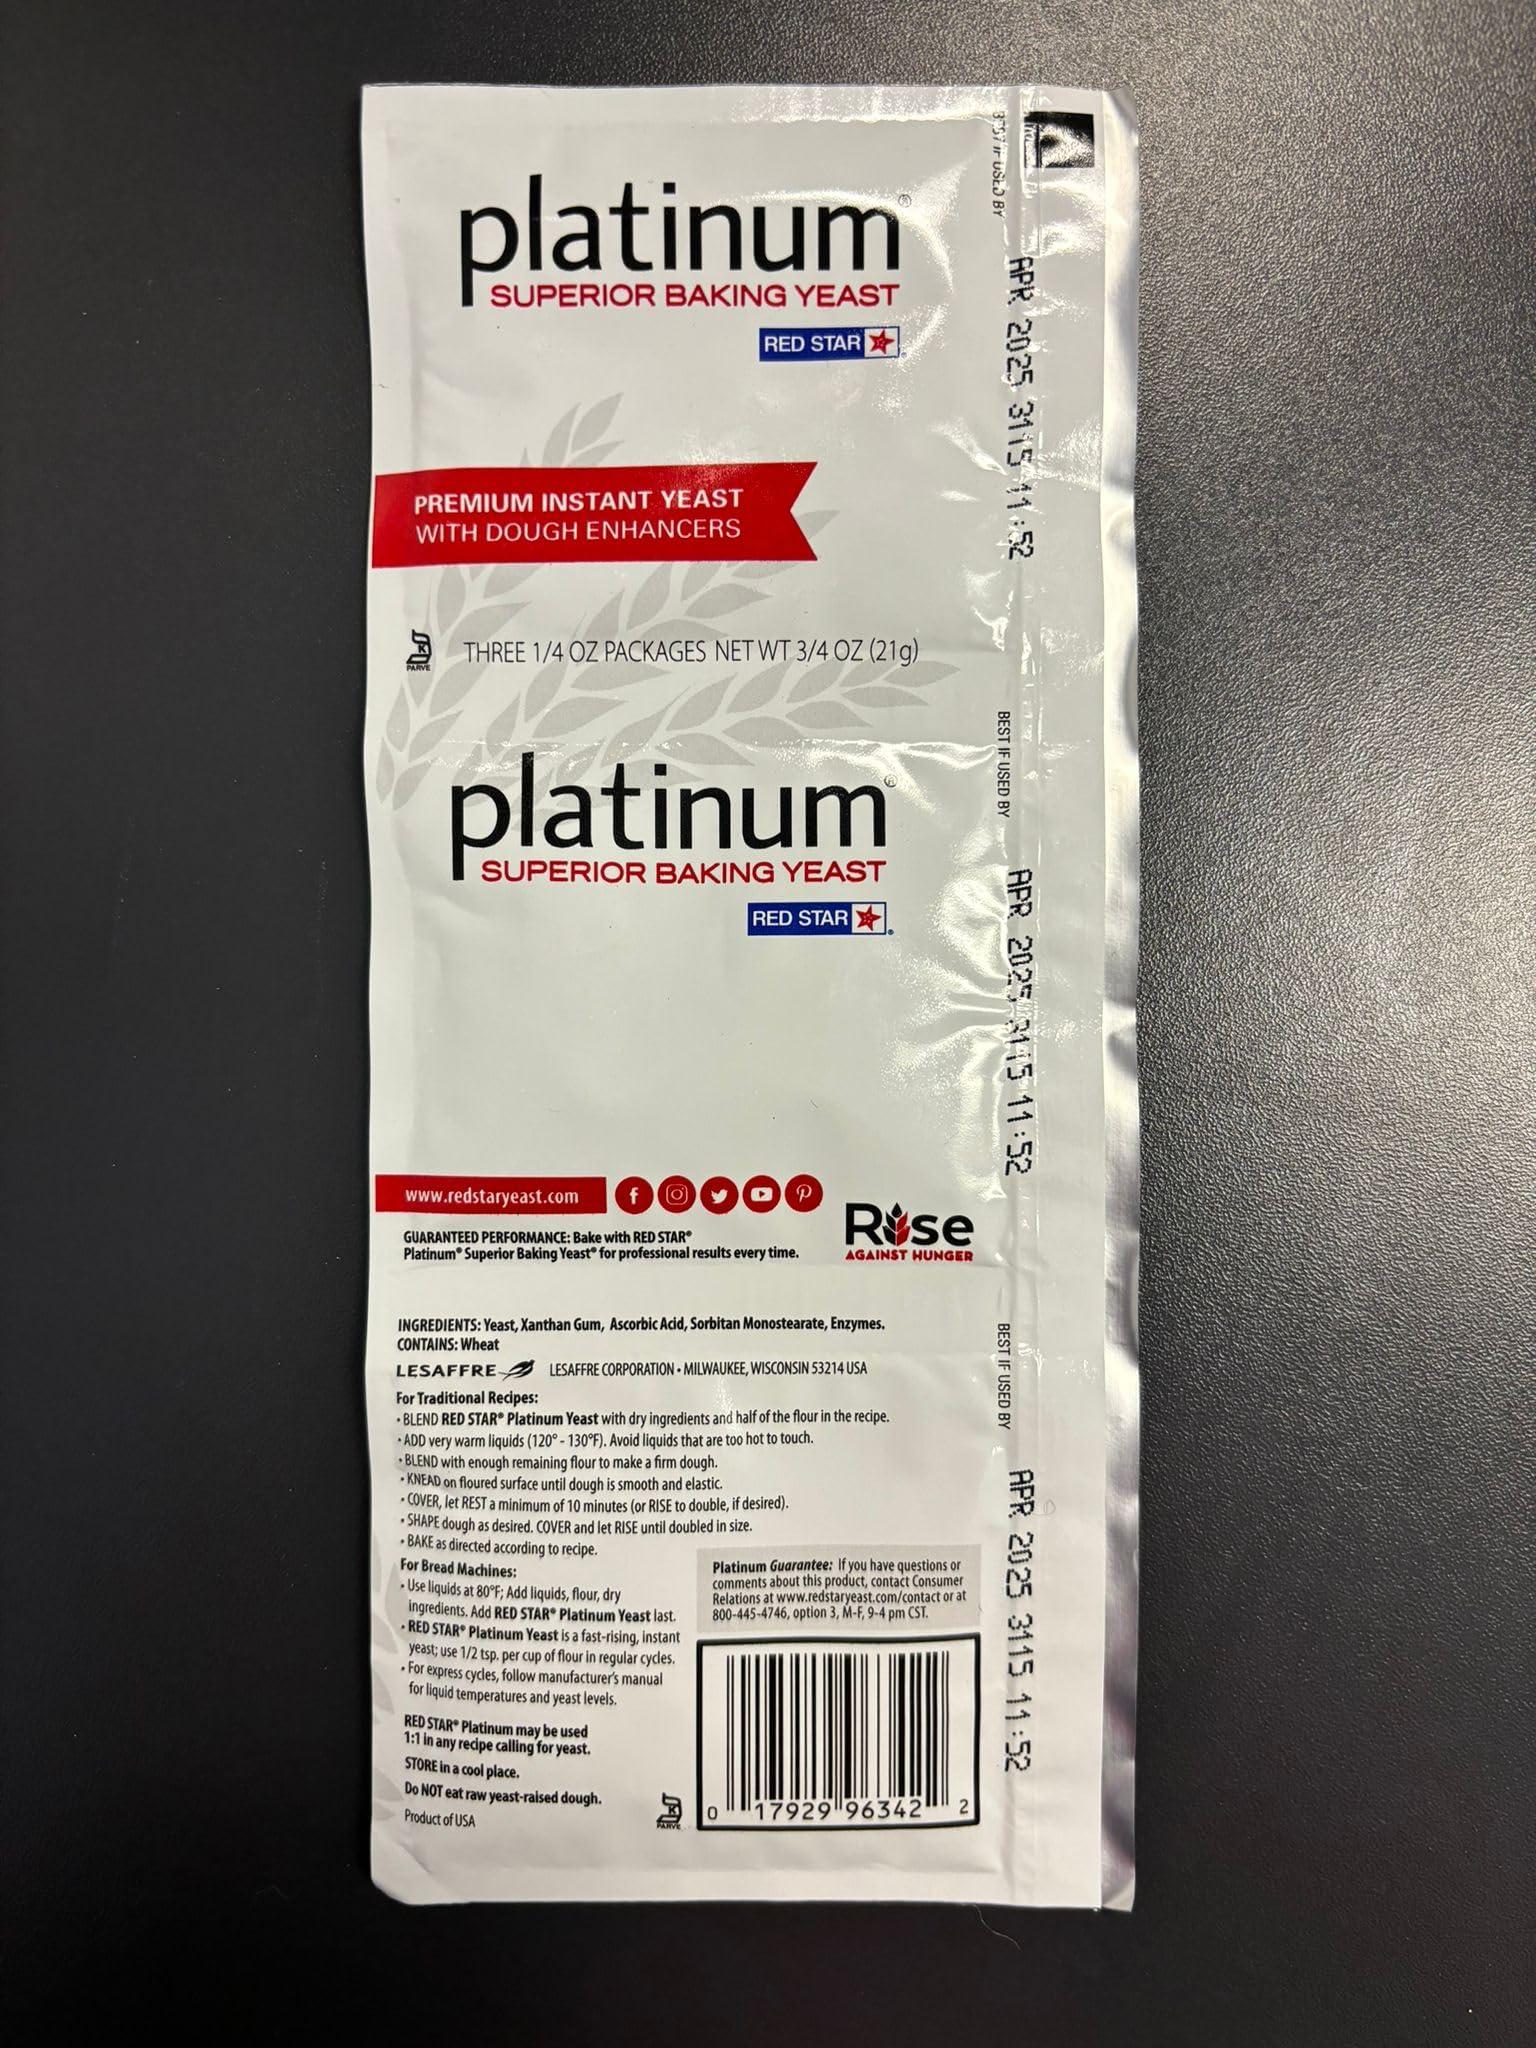 platinum®
SUPERIOR BAKING YEAST
RED STAR
PREMIUM INSTANT YEAST
WITH DOUGH ENHANCERS
K
PARVE
THREE 1/4 OZ PACKAGES NET WT 3/4 OZ (21g)
platinum®
SUPERIOR BAKING YEAST
RED STAR®
www.redstaryeast.com
GUARANTEED PERFORMANCE: Bake with RED STAR®
Platinum® Superior Baking Yeast® for professional results every time.
Rise
AGAINST HUNGER
INGREDIENTS: Yeast, Xanthan Gum, Ascorbic Acid, Sorbitan Monostearate, Enzymes.
CONTAINS: Wheat
LESAFFRE LESAFFRE CORPORATION • MILWAUKEE, WISCONSIN 53214 USA
For Traditional Recipes:
• BLEND RED STAR® Platinum Yeast with dry ingredients and half of the flour in the recipe.
• ADD very warm liquids (120° - 130°F). Avoid liquids that are too hot to touch.
• BLEND with enough remaining flour to make a firm dough.
• KNEAD on floured surface until dough is smooth and elastic.
• COVER, let REST a minimum of 10 minutes (or RISE to double, if desired).
• SHAPE dough as desired. COVER and let RISE until doubled in size.
• BAKE as directed according to recipe.
For Bread Machines:
• Use liquids at 80°F; Add liquids, flour, dry
ingredients. Add RED STAR® Platinum Yeast last.
• RED STAR® Platinum Yeast is a fast-rising, instant
yeast; use 1/2 tsp. per cup of flour in regular cycles.
• For express cycles, follow manufacturer's manual
for liquid temperatures and yeast levels.
RED STAR® Platinum may be used
1:1 in any recipe calling for yeast.
STORE in a cool place.
Do NOT eat raw yeast-raised dough.
Product of USA
K
PARVE
Platinum Guarantee: If you have questions or
comments about this product, contact Consumer
Relations at www.redstaryeast.com/contact or at
800-445-4746, option 3, M-F, 9-4 pm CST.
0 17929 96342 2
BEST IF USED BY
APR 2025 3115 11:52
BEST IF USED BY
APR 2025 3115 11:52
BEST IF USED BY
APR 2025 3115 11:52